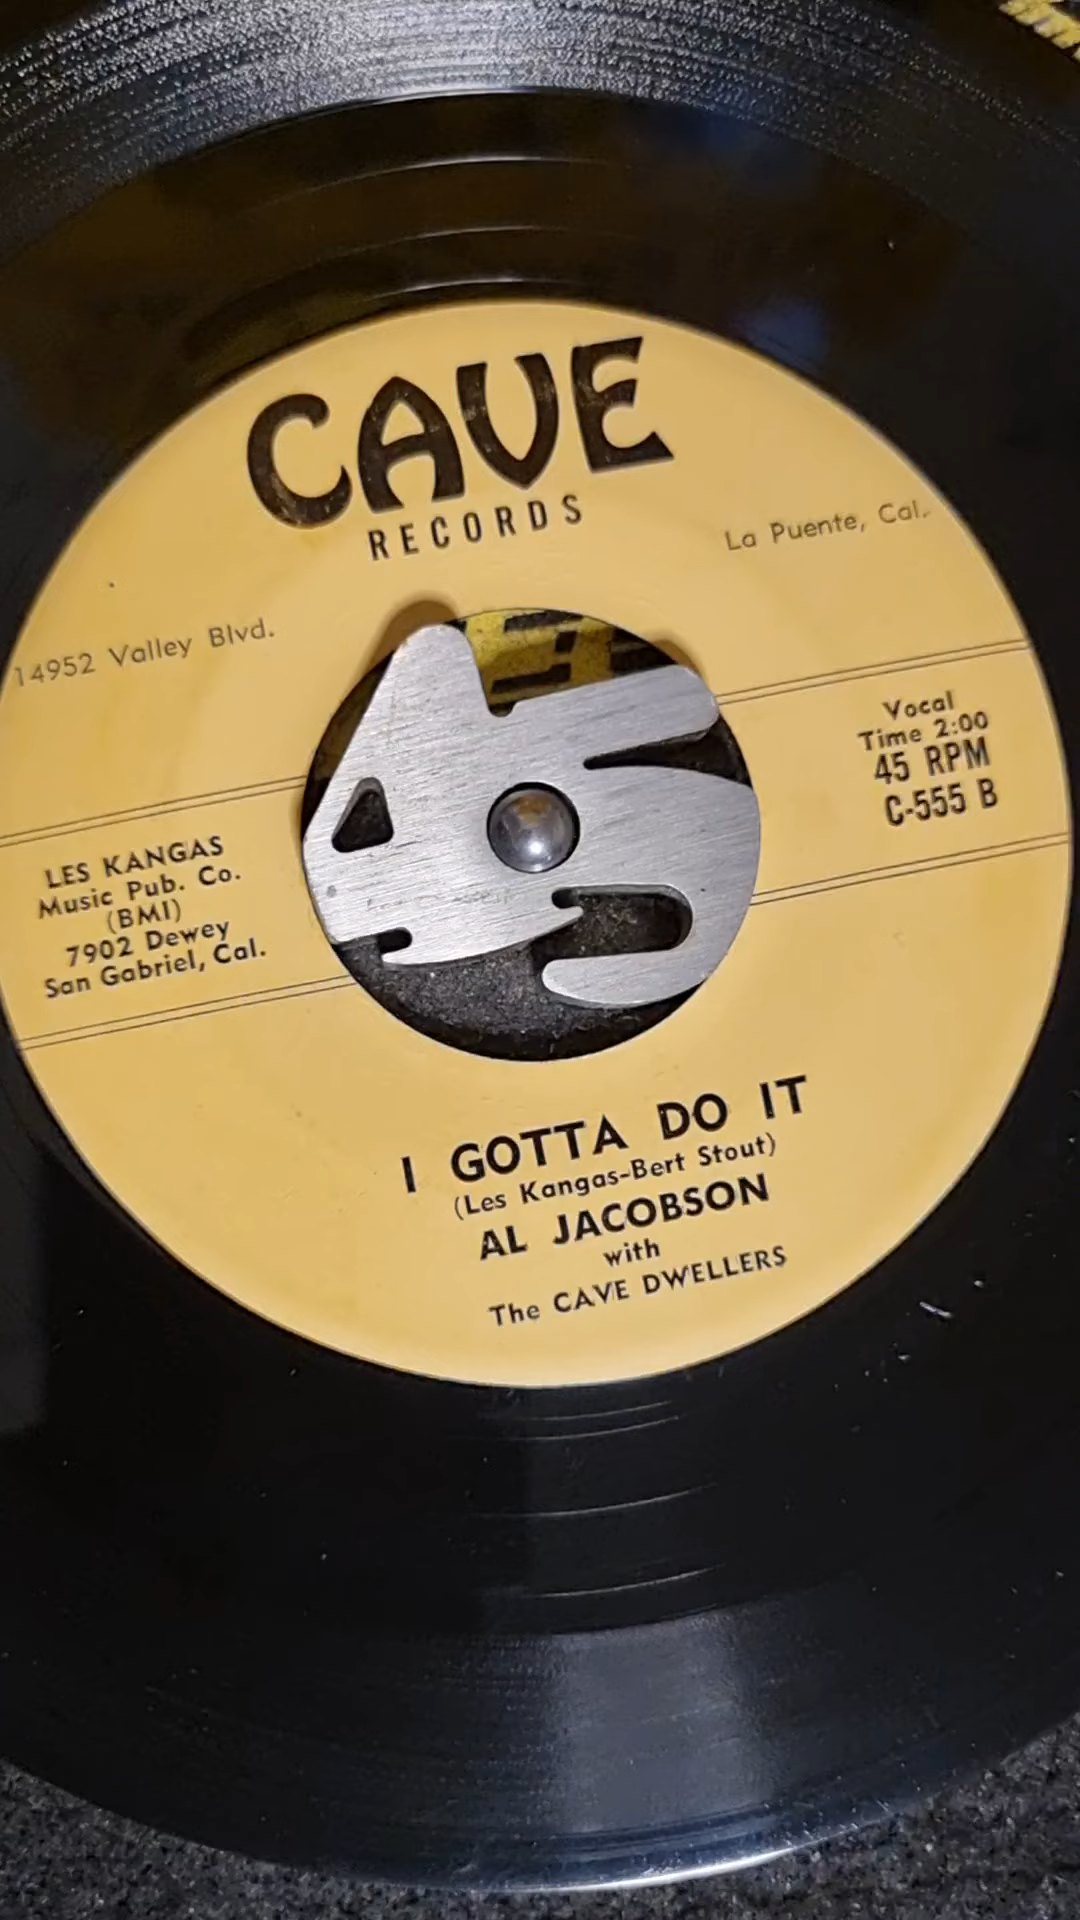 CAVE
RECORDS
14952 Valley Blvd.
La Puente, Cal.
LES KANGAS
Music Pub. Co.
(BMI)
7902 Dewey
San Gabriel, Cal.
45
Vocal
Time 2:00
45 RPM
C-555 B
I GOTTA DO IT
(Les Kangas-Bert Stout)
AL JACOBSON
with
The CAVE DWELLERS